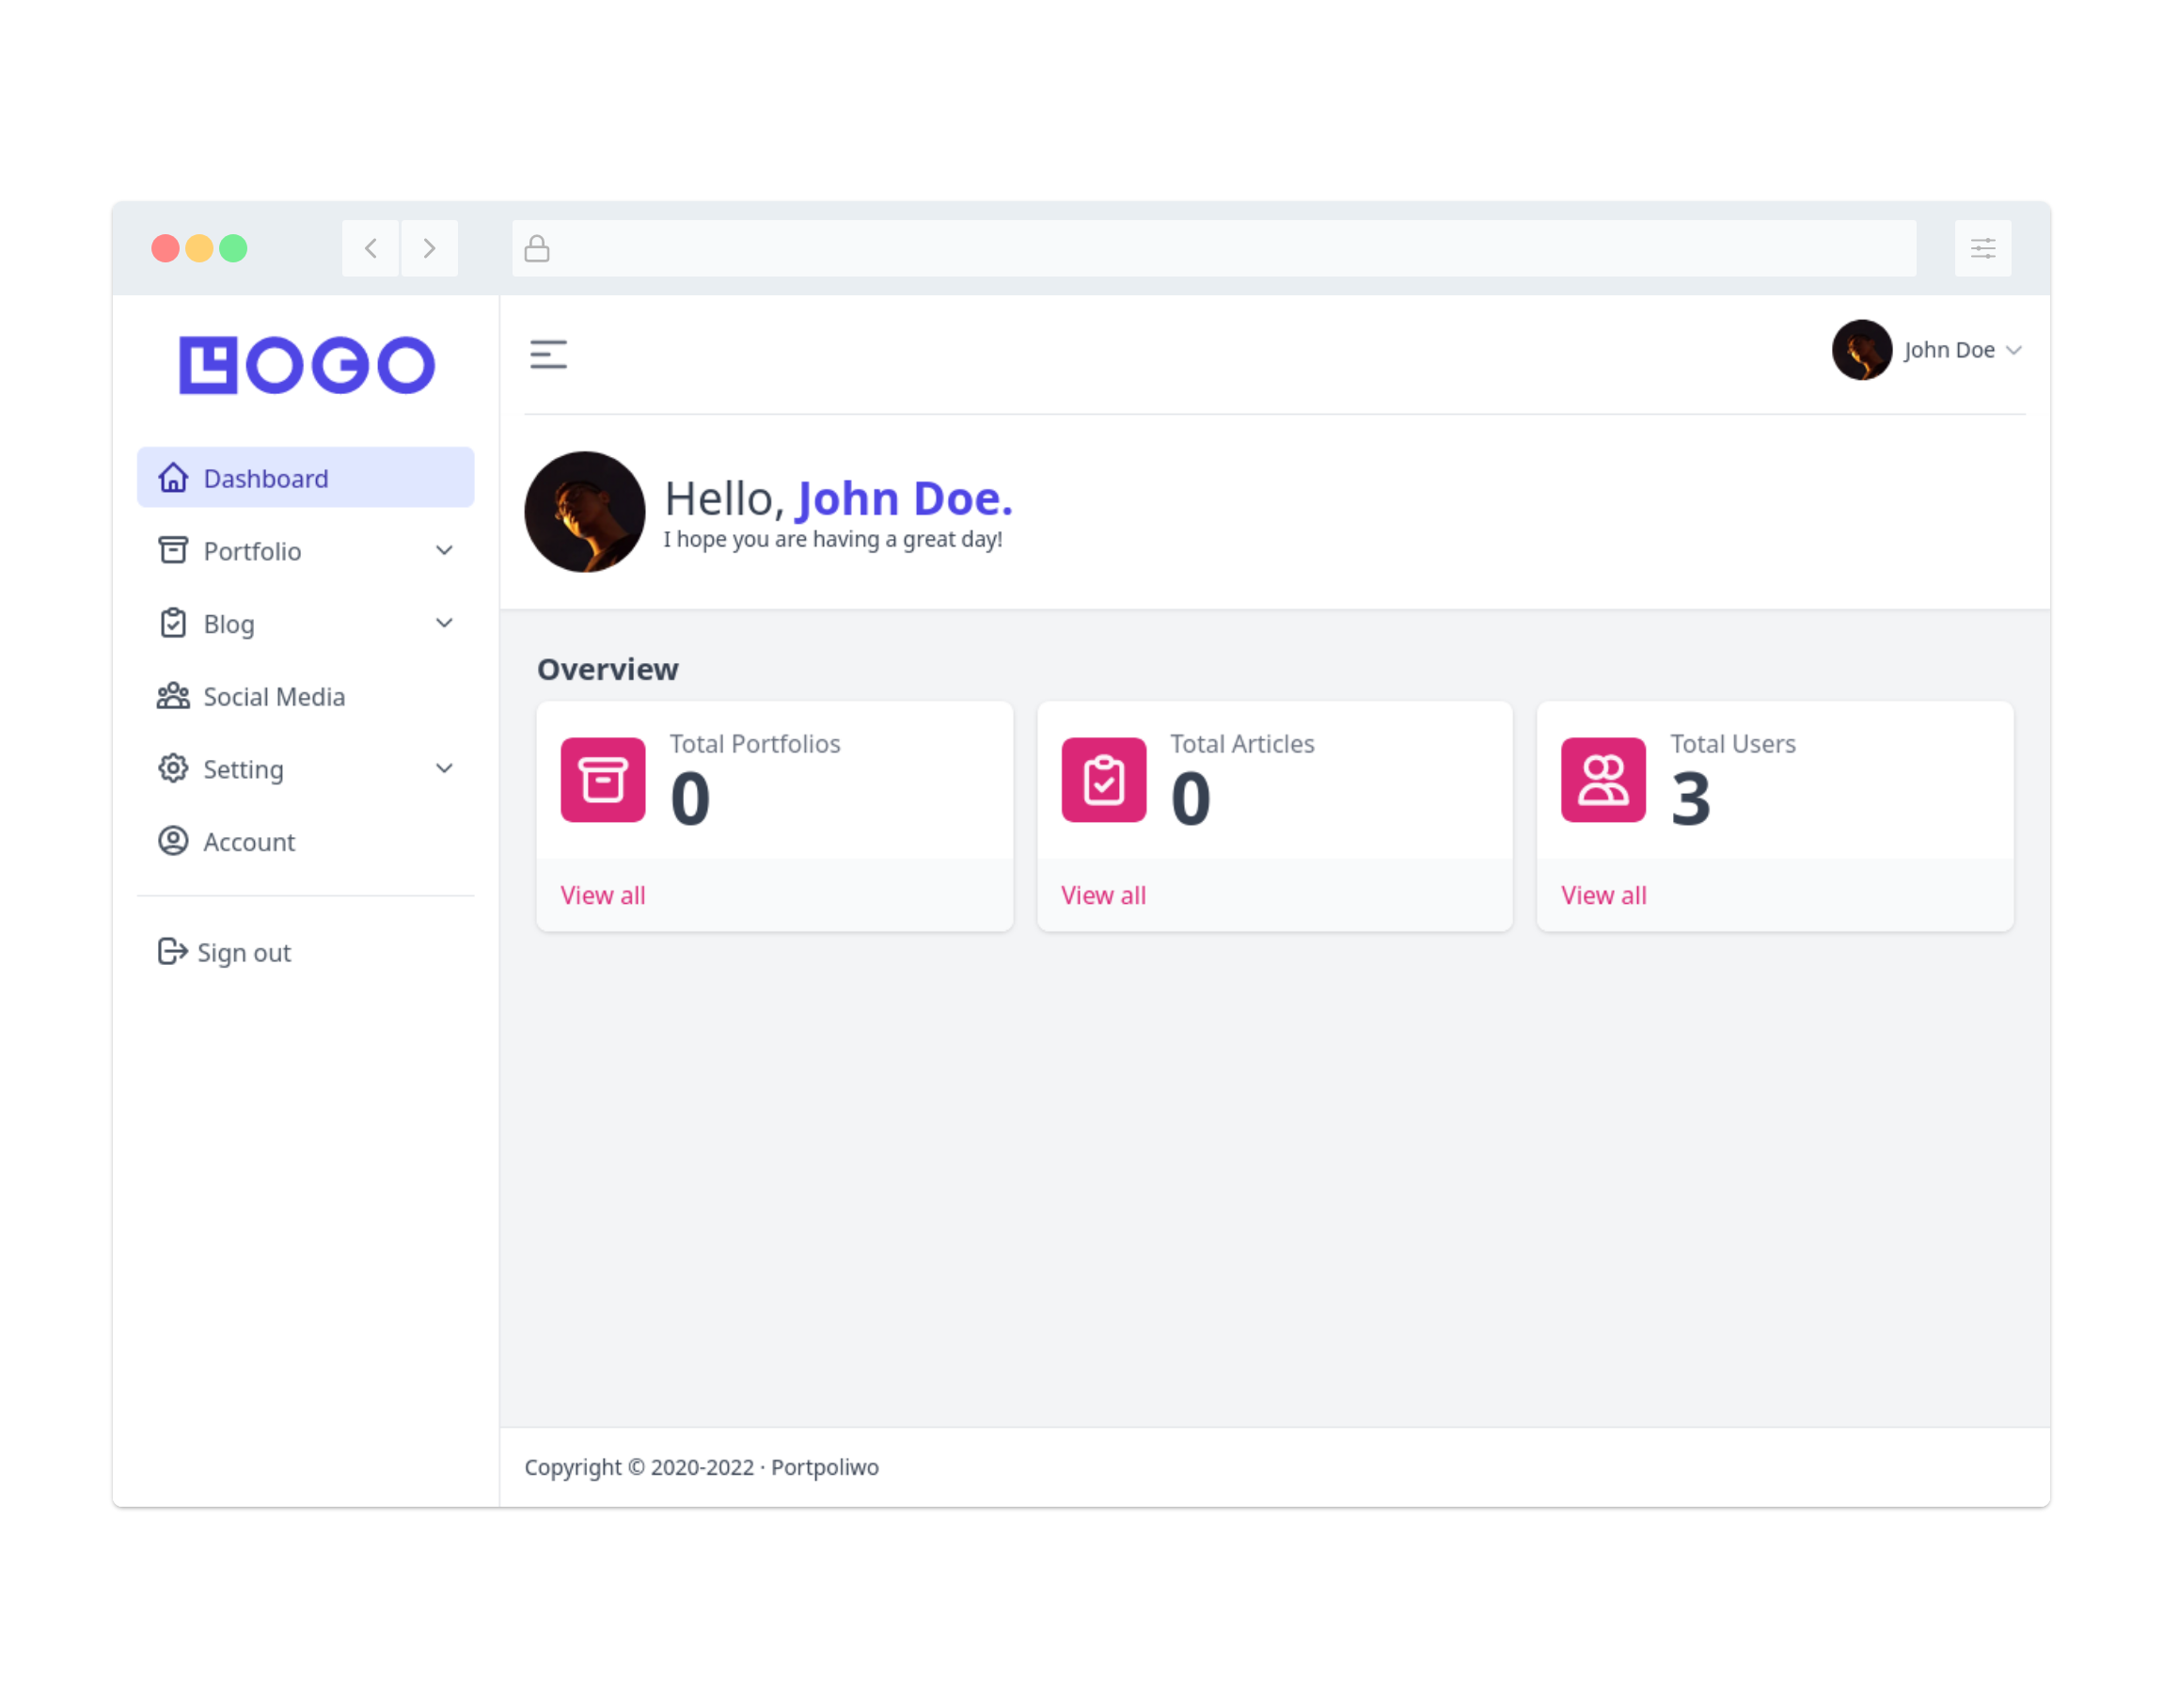 LOGO
John Doe
Dashboard
Portfolio
Blog
Social Media
Setting
Account
Sign out
Hello, John Doe.
I hope you are having a great day!
Overview
Total Portfolios
0
View all
Total Articles
0
View all
Total Users
3
View all
Copyright © 2020-2022 · Portpoliwo